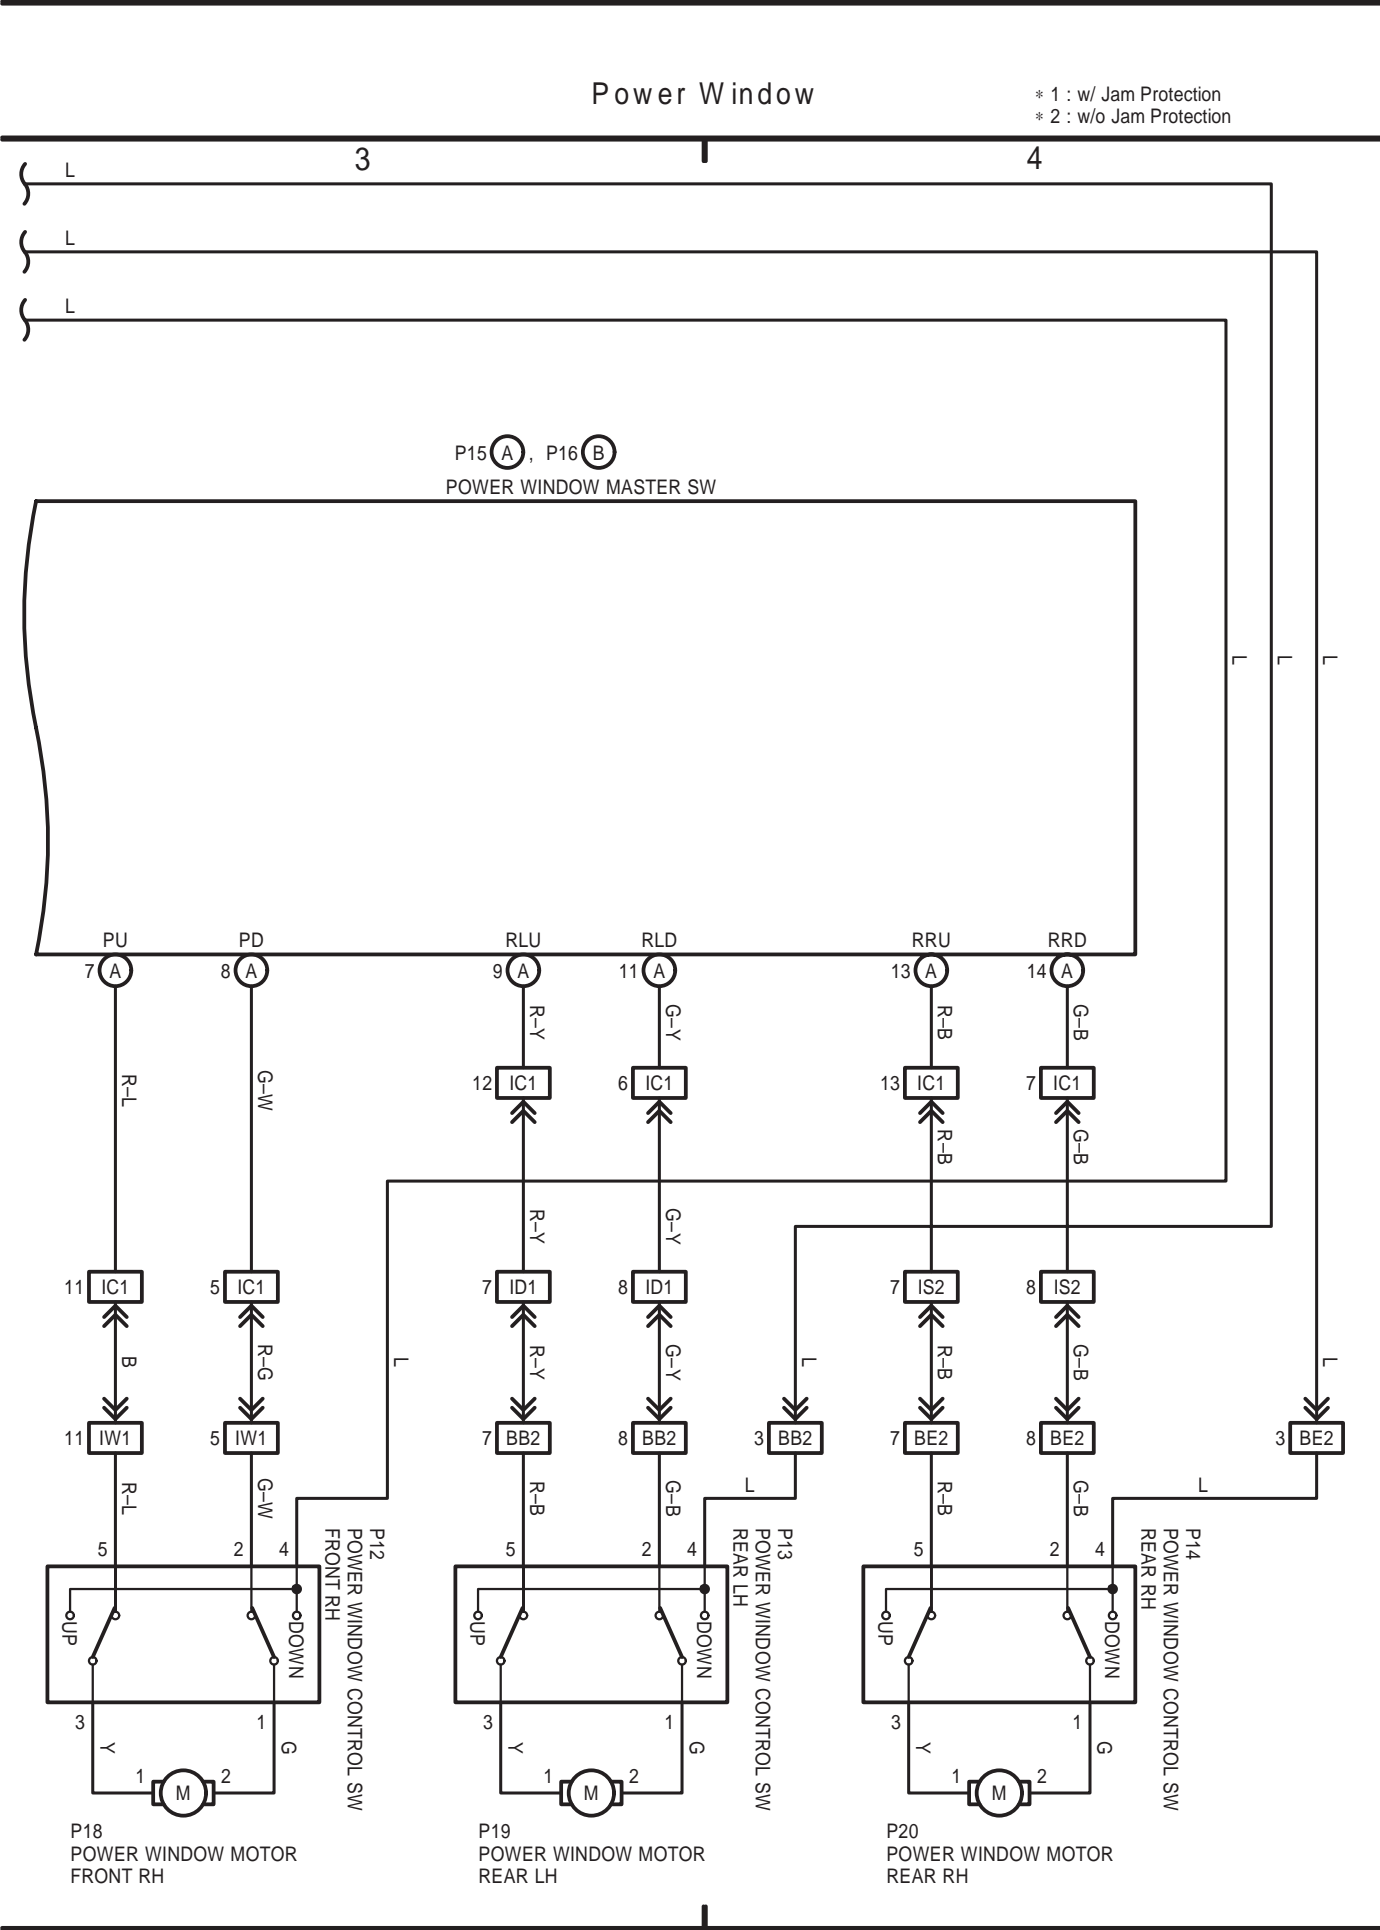 Power Window
* 1 : w/ Jam Protection
* 2 : w/o Jam Protection
3
4
L
L
L
P15 A , P16 B
POWER WINDOW MASTER SW
L L L
PU PD RLU RLD RRU RRD
7 A 8 A 9 A 11 A 13 A 14 A
R–Y G–Y R–B G–B
R–L G–W
12 IC1 6 IC1 13 IC1 7 IC1
R–B G–B
R–Y G–Y
11 IC1 5 IC1 7 ID1 8 ID1 7 IS2 8 IS2
B R–G L R–Y G–Y L R–B G–B L
11 IW1 5 IW1 7 BB2 8 BB2 3 BB2 7 BE2 8 BE2 3 BE2
R–L G–W R–B G–B L R–B G–B L
5 2 4 5 2 4 5 2 4
P12
POWER WINDOW CONTROL SW
FRONT RH
P13
POWER WINDOW CONTROL SW
REAR LH
P14
POWER WINDOW CONTROL SW
REAR RH
UP DOWN UP DOWN UP DOWN
3 1 3 1 3 1
Y G Y G Y G
1 M 2 1 M 2 1 M 2
P18
POWER WINDOW MOTOR
FRONT RH
P19
POWER WINDOW MOTOR
REAR LH
P20
POWER WINDOW MOTOR
REAR RH